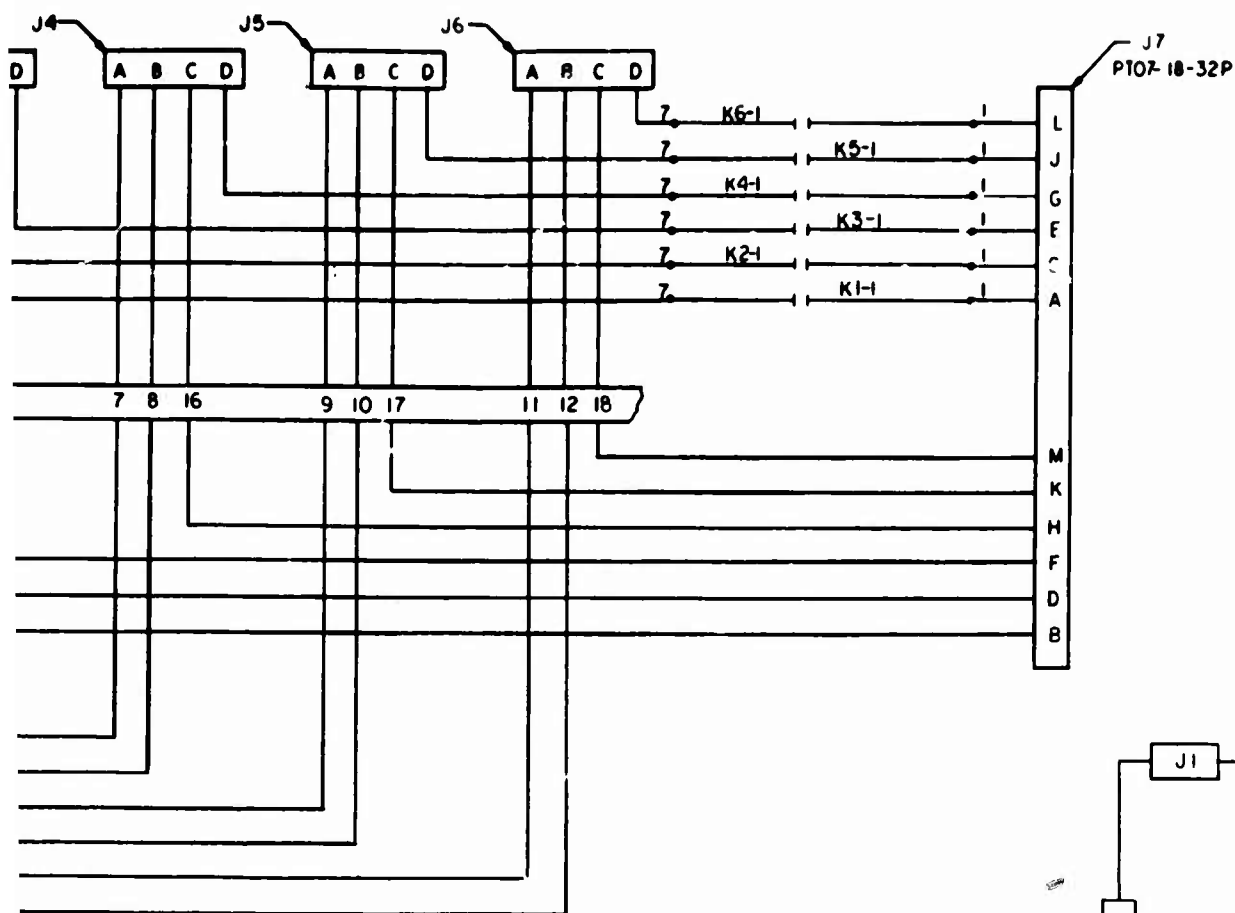 J4
J5
J6
J7
PT07-18-32P
D
A B C D
A B C D
A B C D
7 K6-1 1 L
7 K5-1 1 J
7 K4-1 1 G
7 K3-1 1 E
7 K2-1 1 C
7 K1-1 1 A
7 8 16 9 10 17 11 12 18
M
K
H
F
D
B
J1